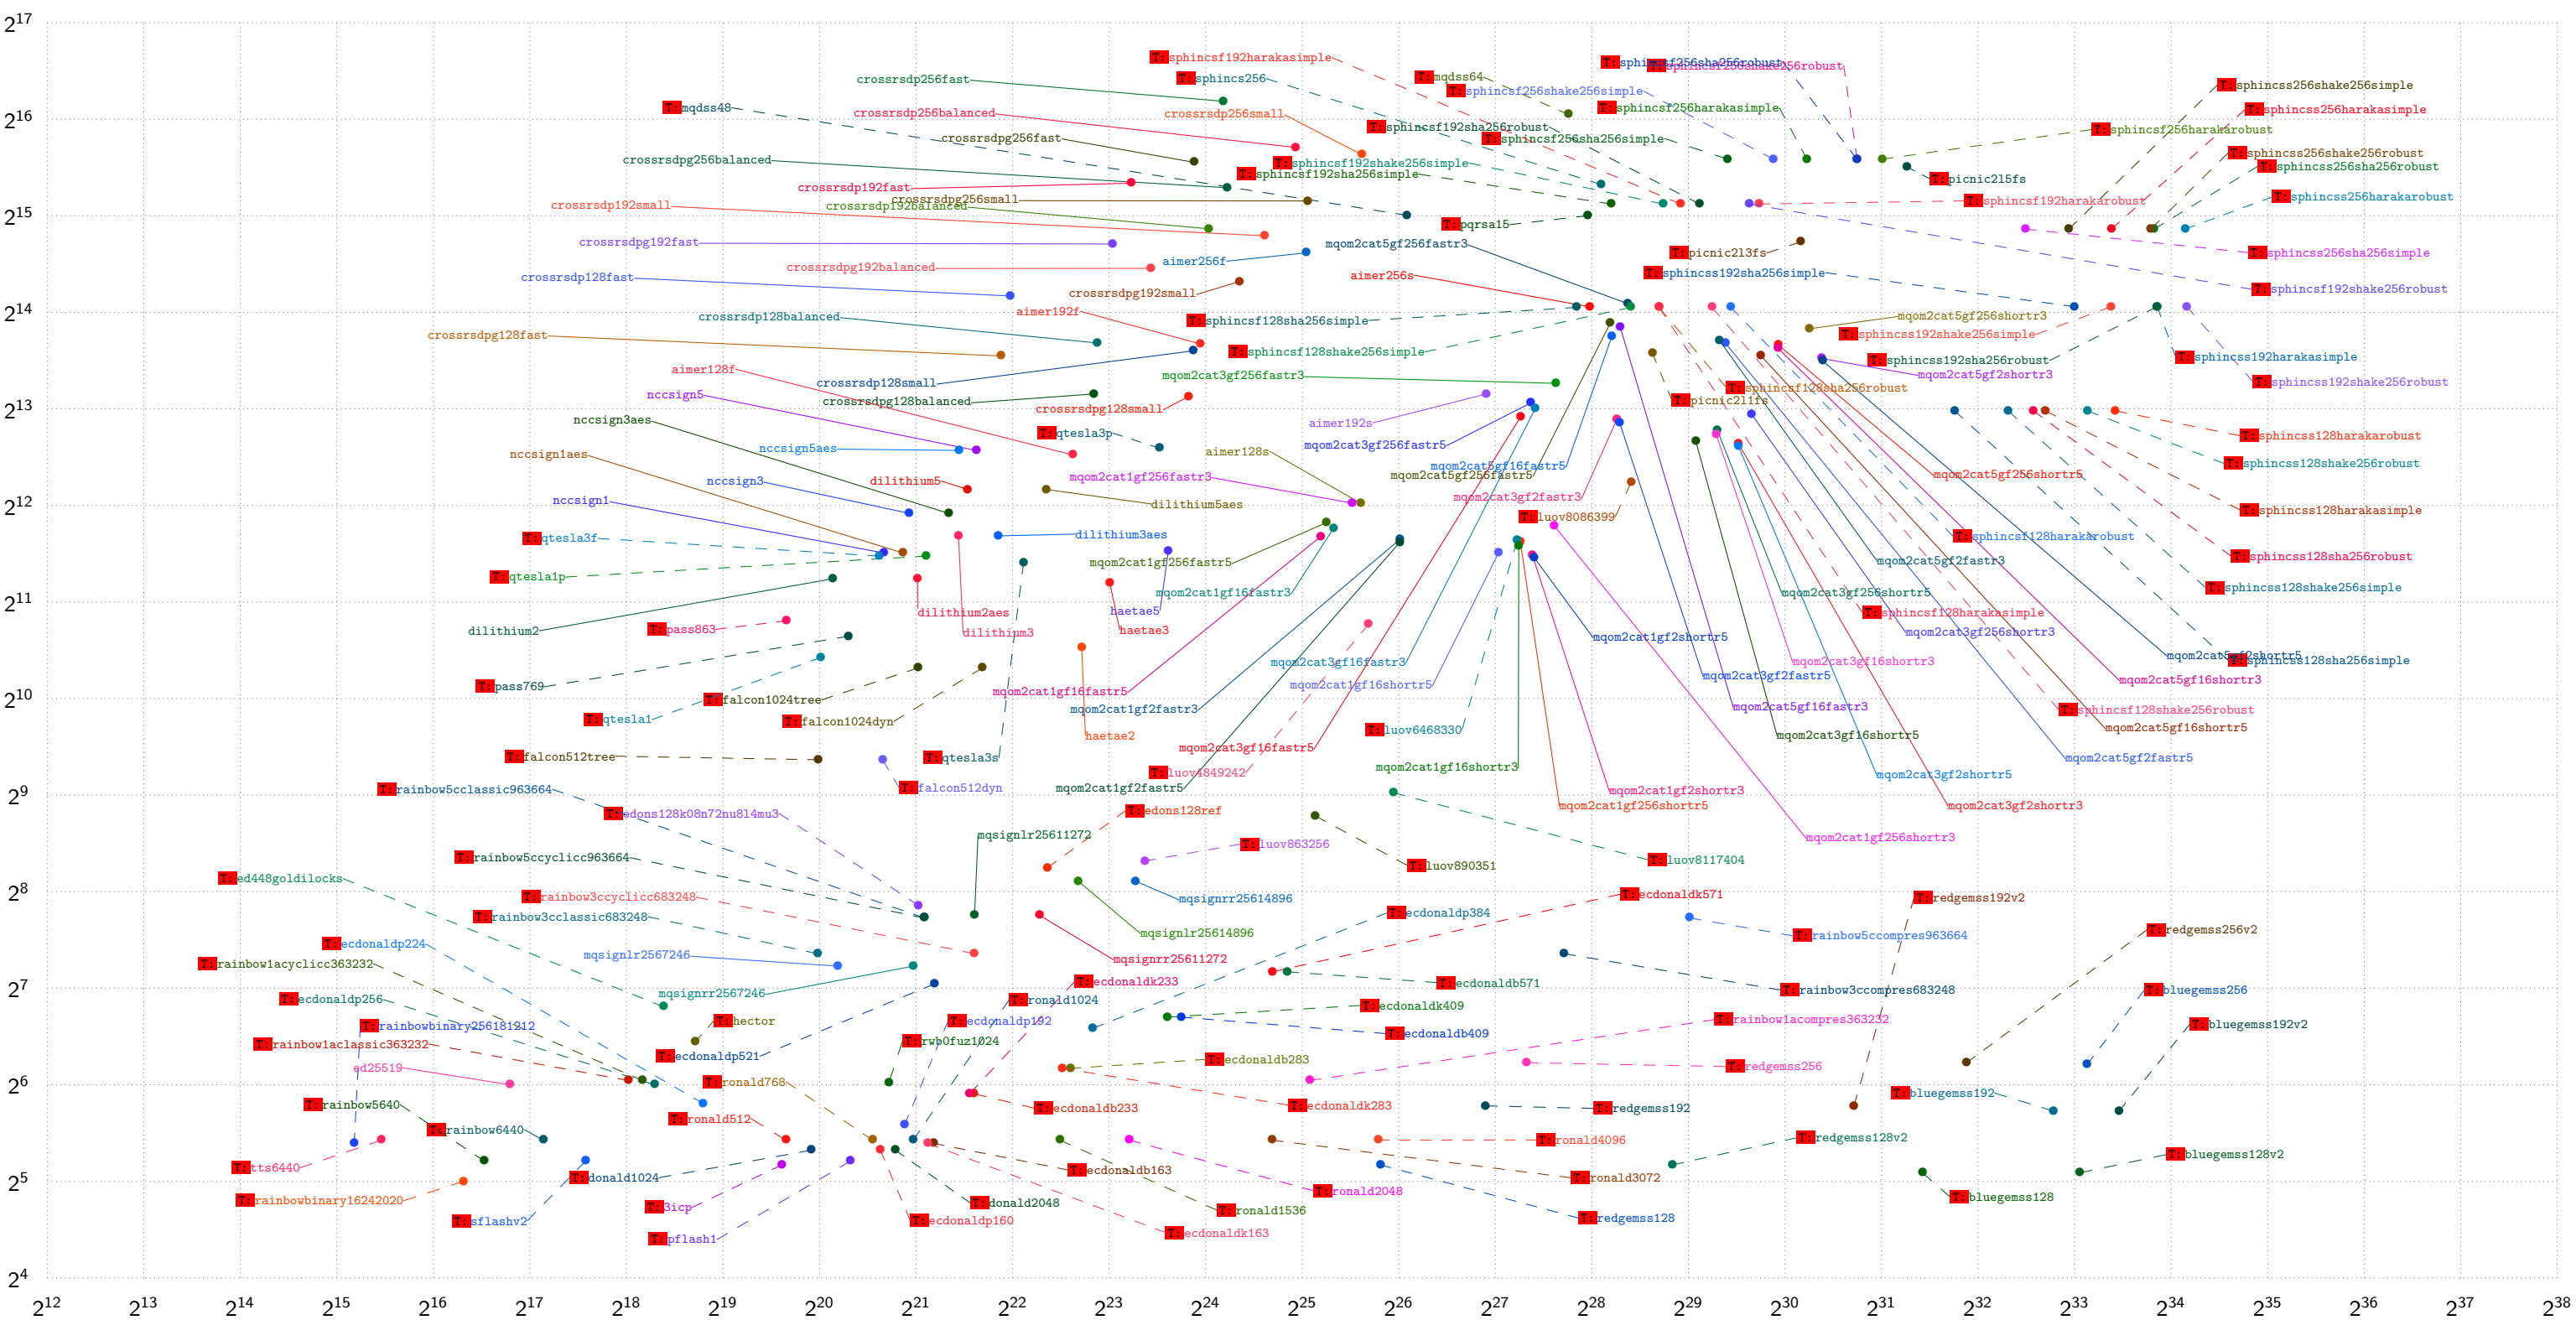 2^17
T:sphincsf192harakasimple
T:sphincsf256sha256robust
T:sphincsf256shake256robust
crossrsdp256fast
T:sphincs256
T:mqdss64
T:sphincsf256shake256simple
T:sphincss256shake256simple
T:mqdss48
crossrsdp256balanced
crossrsdp256small
T:sphincsf256harakasimple
T:sphincss256harakasimple
2^16
T:sphincsf192sha256robust
T:sphincsf256harakarobust
crossrsdpg256fast
T:sphincsf256sha256simple
T:sphincss256shake256robust
crossrsdpg256balanced
T:sphincsf192shake256simple
T:sphincss256sha256robust
T:sphincsf192sha256simple
T:picnic2l5fs
crossrsdp192fast
crossrsdpg256small
T:sphincsf192harakarobust
T:sphincss256harakarobust
crossrsdp192small
crossrsdp192balanced
2^15
T:pqrsa15
crossrsdpg192fast
mqom2cat5gf256fastr3
T:picnic2l3fs
T:sphincss256sha256simple
aimer256f
crossrsdpg192balanced
crossrsdp128fast
aimer256s
T:sphincss192sha256simple
T:sphincsf192shake256robust
crossrsdpg192small
2^14
aimer192f
crossrsdp128balanced
T:sphincsf128sha256simple
mqom2cat5gf256shortr3
crossrsdpg128fast
T:sphincss192shake256simple
T:sphincsf128shake256simple
T:sphincss192sha256robust
T:sphincss192harakasimple
aimer128f
crossrsdp128small
mqom2cat3gf256fastr3
mqom2cat5gf2shortr3
T:sphincss192shake256robust
nccsign5
crossrsdpg128balanced
T:sphincsf128sha256robust
T:picnic2l1fs
2^13
crossrsdpg128small
nccsign3aes
aimer192s
T:qtesla3p
T:sphincss128harakarobust
nccsign1aes
nccsign5aes
aimer128s
mqom2cat3gf256fastr5
mqom2cat5gf16fastr5
T:sphincss128shake256robust
nccsign3
dilithium5
mqom2cat1gf256fastr3
mqom2cat5gf256fastr5
mqom2cat5gf256shortr5
nccsign1
dilithium5aes
mqom2cat3gf2fastr3
2^12
T:luov8086399
T:sphincss128harakasimple
T:qtesla3f
dilithium3aes
T:sphincsf128harakarobust
mqom2cat1gf256fastr5
mqom2cat5gf2fastr3
T:sphincss128sha256robust
T:qtesla1p
mqom2cat1gf16fastr3
mqom2cat3gf256shortr5
T:sphincss128shake256simple
2^11
dilithium2aes
haetae5
T:sphincsf128harakasimple
dilithium2
T:pass863
dilithium3
haetae3
mqom2cat1gf2shortr5
mqom2cat3gf256shortr3
mqom2cat3gf16fastr3
mqom2cat3gf16shortr3
mqom2cat5gf2shortr5
T:sphincss128sha256simple
T:pass769
T:falcon1024tree
mqom2cat1gf16fastr5
mqom2cat1gf16shortr5
mqom2cat3gf2fastr5
mqom2cat5gf16shortr3
2^10
T:qtesla1
T:falcon1024dyn
mqom2cat1gf2fastr3
mqom2cat5gf16fastr3
T:sphincsf128shake256robust
haetae2
T:luov6468330
mqom2cat3gf16shortr5
mqom2cat5gf16shortr5
T:falcon512tree
T:qtesla3s
mqom2cat3gf16fastr5
mqom2cat5gf2fastr5
T:luov4849242
mqom2cat1gf16shortr3
mqom2cat3gf2shortr5
T:rainbow5cclassic963664
T:falcon512dyn
mqom2cat1gf2fastr5
mqom2cat1gf2shortr3
2^9
T:edons128k08n72nu8l4mu3
T:edons128ref
mqom2cat1gf256shortr5
mqom2cat3gf2shortr3
mqsignlr25611272
T:luov863256
mqom2cat1gf256shortr3
T:rainbow5ccyclicc963664
T:luov890351
T:luov8117404
T:ed448goldilocks
2^8
T:rainbow3ccyclicc683248
mqsignrr25614896
T:ecdonaldk571
T:redgemss192v2
T:rainbow3cclassic683248
T:ecdonaldp384
T:ecdonaldp224
mqsignlr25614896
T:rainbow5ccompres963664
T:redgemss256v2
T:rainbow1acyclicc363232
mqsignlr2567246
mqsignrr25611272
2^7
T:ecdonaldp256
mqsignrr2567246
T:ecdonaldk233
T:ecdonaldb571
T:rainbow3ccompres683248
T:bluegemss256
T:ronald1024
T:ecdonaldk409
T:rainbowbinary256181212
T:hector
T:ecdonaldp192
T:ecdonaldb409
T:rainbow1acompres363232
T:bluegemss192v2
T:rainbow1aclassic363232
T:ecdonaldp521
T:rwb0fuz1024
ed25519
T:ecdonaldb283
T:redgemss256
2^6
T:ronald768
T:bluegemss192
T:rainbow5640
T:ronald512
T:ecdonaldb233
T:ecdonaldk283
T:redgemss192
T:rainbow6440
T:ronald4096
T:redgemss128v2
T:tts6440
T:donald1024
T:ecdonaldb163
T:ronald3072
T:bluegemss128v2
2^5
T:rainbowbinary16242020
T:3icp
T:donald2048
T:ronald2048
T:bluegemss128
T:sflashv2
T:ecdonaldp160
T:ronald1536
T:redgemss128
T:pflash1
T:ecdonaldk163
2^4
2^12 2^13 2^14 2^15 2^16 2^17 2^18 2^19 2^20 2^21 2^22 2^23 2^24 2^25 2^26 2^27 2^28 2^29 2^30 2^31 2^32 2^33 2^34 2^35 2^36 2^37 2^38